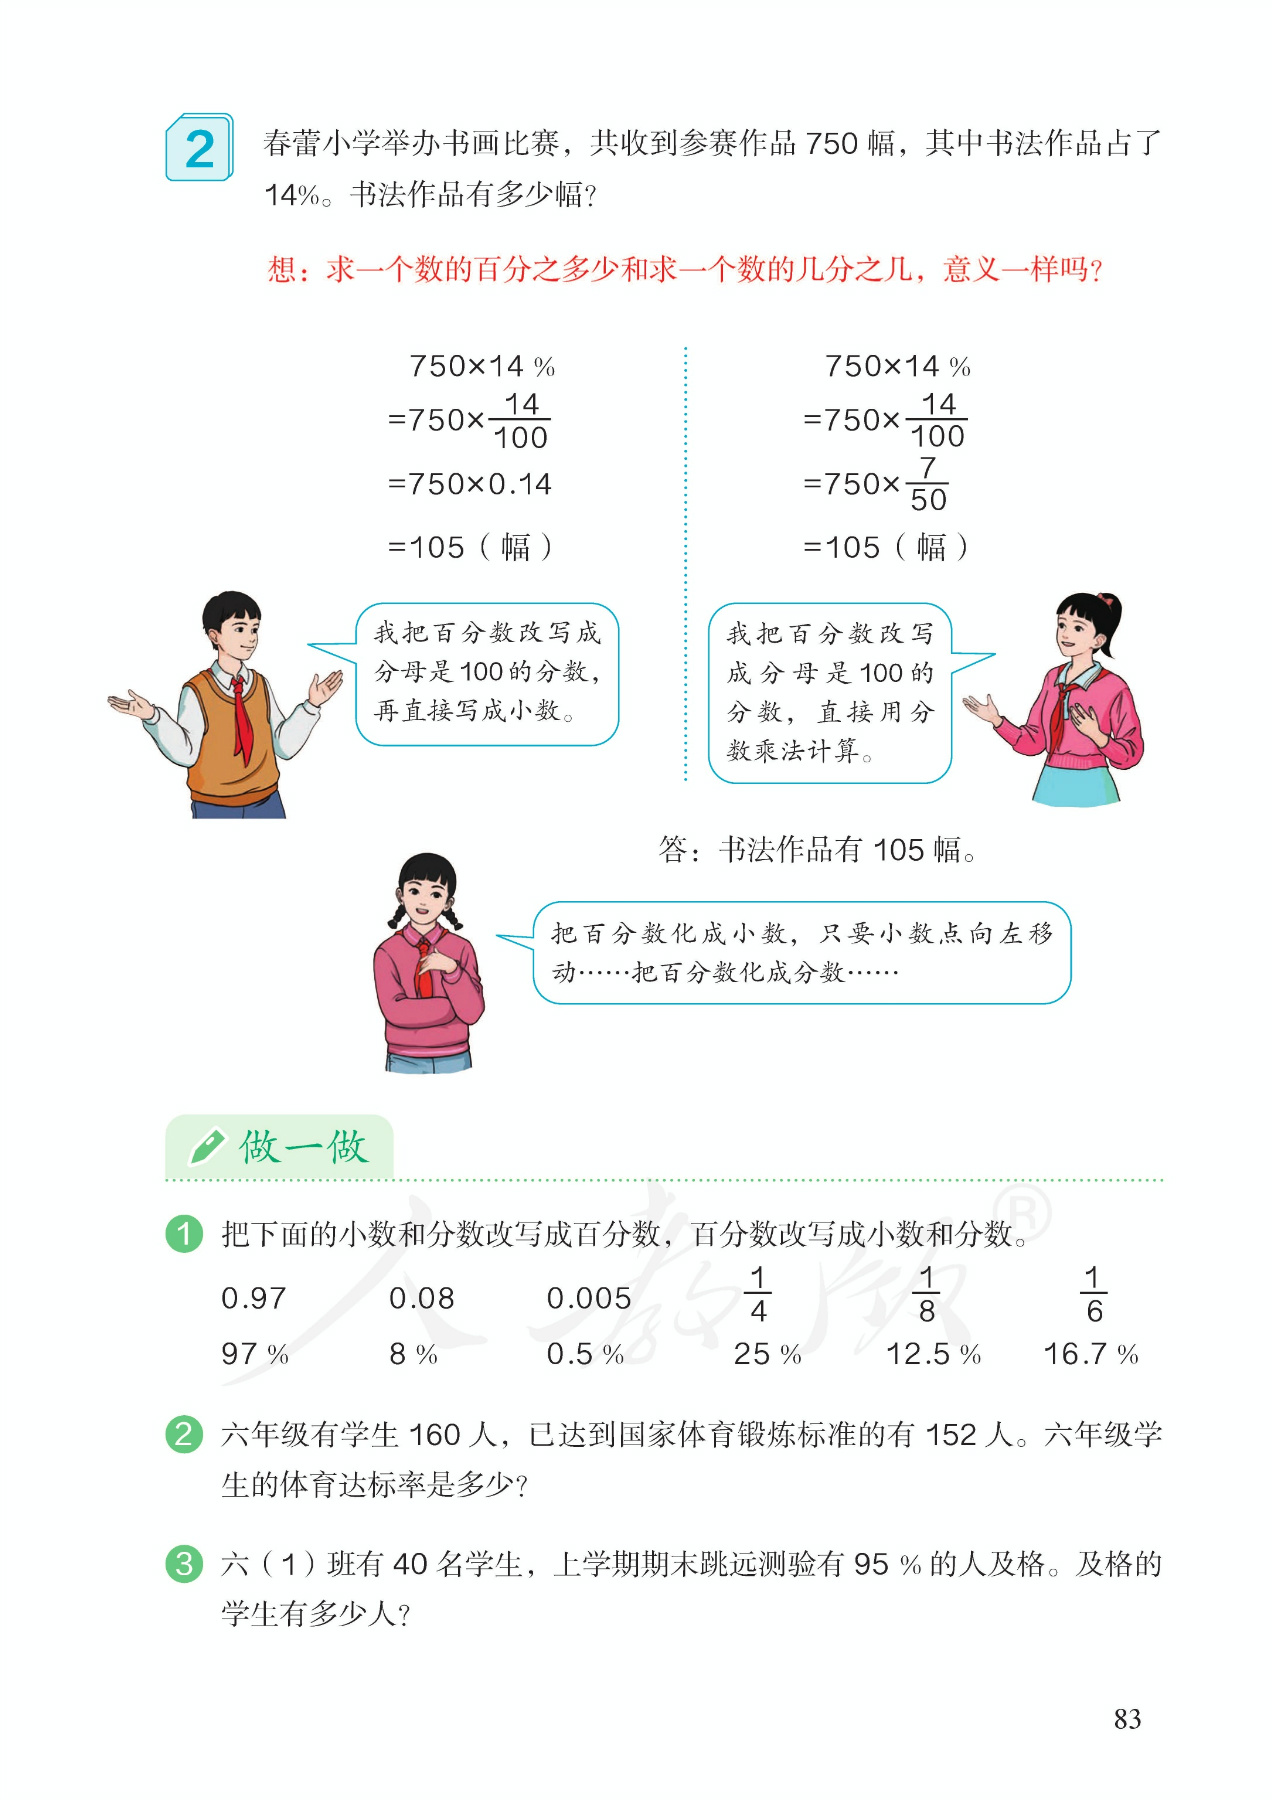 2
春蕾小学举办书画比赛，共收到参赛作品 750 幅，其中书法作品占了
14%。书法作品有多少幅？
想：求一个数的百分之多少和求一个数的几分之几，意义一样吗？
750×14 %
=750×14/100
=750×0.14
=105（幅）
750×14 %
=750×14/100
=750×7/50
=105（幅）
我把百分数改写成
分母是 100 的分数，
再直接写成小数。
我把百分数改写
成分母是 100 的
分数，直接用分
数乘法计算。
答：书法作品有 105 幅。
把百分数化成小数，只要小数点向左移
动……把百分数化成分数……
做一做
1 把下面的小数和分数改写成百分数，百分数改写成小数和分数。
0.97 0.08 0.005 1/4 1/8 1/6
97 % 8 % 0.5 % 25 % 12.5 % 16.7 %
2 六年级有学生 160 人，已达到国家体育锻炼标准的有 152 人。六年级学
生的体育达标率是多少？
3 六（1）班有 40 名学生，上学期期末跳远测验有 95 % 的人及格。及格的
学生有多少人？
人教版®
83